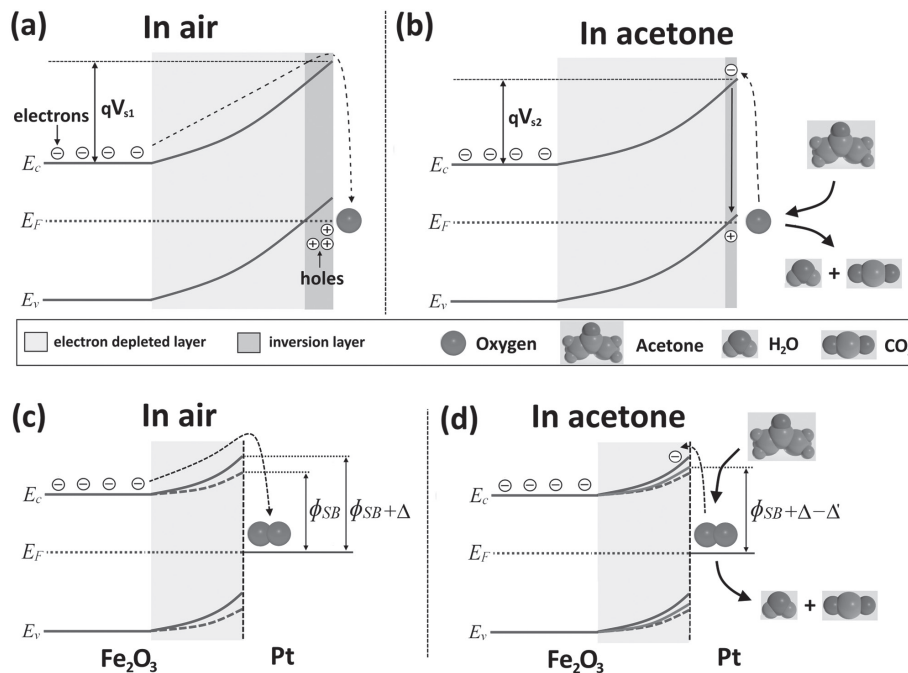 (a)
In air
qVs1
electrons
Ec
EF
Ev
holes
(b)
In acetone
qVs2
Ec
EF
Ev
+
electron depleted layer
inversion layer
Oxygen
Acetone
H2O
CO
(c)
In air
Ec
ϕSB
ϕSB+Δ
EF
Ev
Fe2O3
Pt
(d)
In acetone
Ec
ϕSB+Δ−Δ'
EF
Ev
+
Fe2O3
Pt